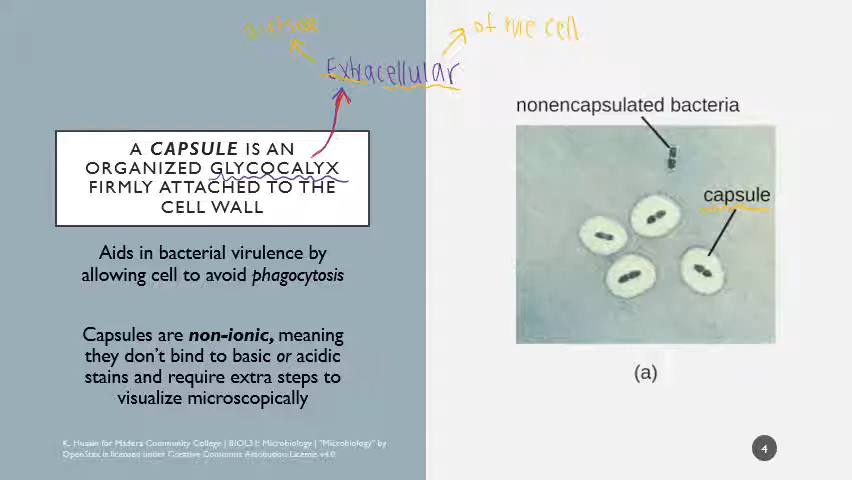 outside
of the cell
Extracellular
A CAPSULE IS AN
ORGANIZED GLYCOCALYX
FIRMLY ATTACHED TO THE
CELL WALL
Aids in bacterial virulence by
allowing cell to avoid phagocytosis
Capsules are non-ionic, meaning
they don't bind to basic or acidic
stains and require extra steps to
visualize microscopically
K. Husain for Madera Community College | BIOL31: Microbiology | "Microbiology" by
OpenStax is licensed under Creative Commons Attribution License v4.0
nonencapsulated bacteria
capsule
(a)
4